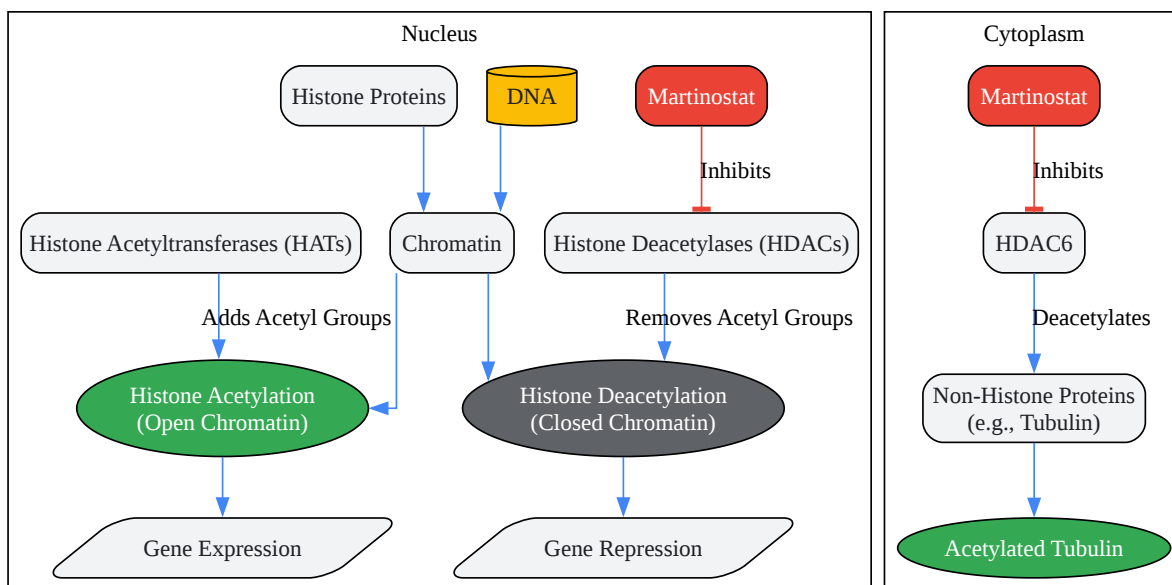 Nucleus
Histone Proteins
DNA
Martinostat
Inhibits
Histone Acetyltransferases (HATs)
Chromatin
Histone Deacetylases (HDACs)
Adds Acetyl Groups
Removes Acetyl Groups
Histone Acetylation
(Open Chromatin)
Histone Deacetylation
(Closed Chromatin)
Gene Expression
Gene Repression
Cytoplasm
Martinostat
Inhibits
HDAC6
Deacetylates
Non-Histone Proteins
(e.g., Tubulin)
Acetylated Tubulin